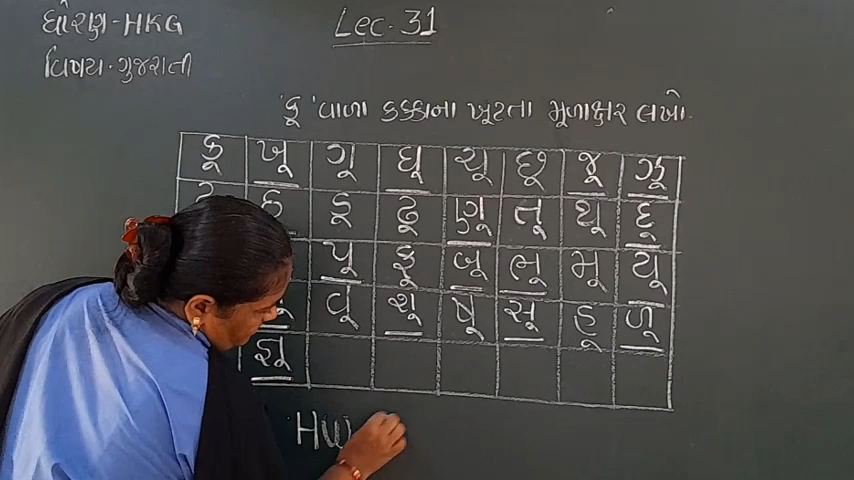 ધોરણ - HKG
Lec - 31
વિષય - ગુજરાતી
'કૂ' વાળા કક્કાના ખૂટતા મૂળાક્ષર લખો.
કૂ ખૂ ગૂ ઘૂ ચૂ છૂ જૂ ઝૂ
ડૂ ઢૂ ણૂ તૂ થૂ દૂ
પૂ ફૂ બૂ ભૂ મૂ યૂ
વૂ શૂ ષૂ સૂ હૂ ળૂ
જ્ઞૂ
HW